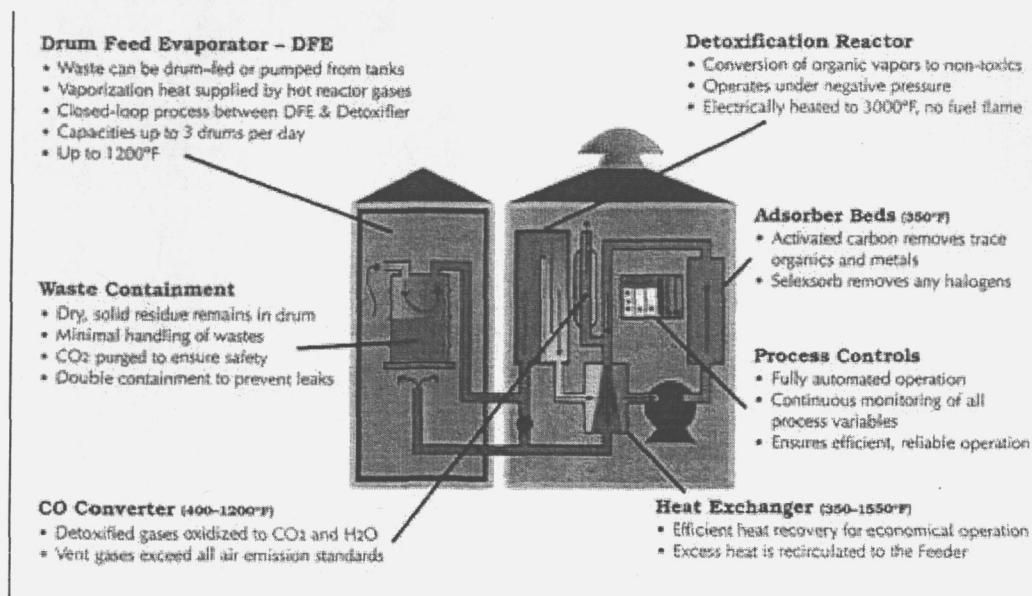 Drum Feed Evaporator – DFE
• Waste can be drum-fed or pumped from tanks
• Vaporization heat supplied by hot reactor gases
• Closed-loop process between DFE & Detoxifier
• Capacities up to 3 drums per day
• Up to 1200°F
Detoxification Reactor
• Conversion of organic vapors to non-toxics
• Operates under negative pressure
• Electrically heated to 3000°F, no fuel flame
Adsorber Beds (350°F)
• Activated carbon removes trace
organics and metals
• Selexsorb removes any halogens
Waste Containment
• Dry, solid residue remains in drum
• Minimal handling of wastes
• CO2 purged to ensure safety
• Double containment to prevent leaks
Process Controls
• Fully automated operation
• Continuous monitoring of all
process variables
• Ensures efficient, reliable operation
CO Converter (400–1200°F)
• Detoxified gases oxidized to CO2 and H2O
• Vent gases exceed all air emission standards
Heat Exchanger (350–1550°F)
• Efficient heat recovery for economical operation
• Excess heat is recirculated to the Feeder